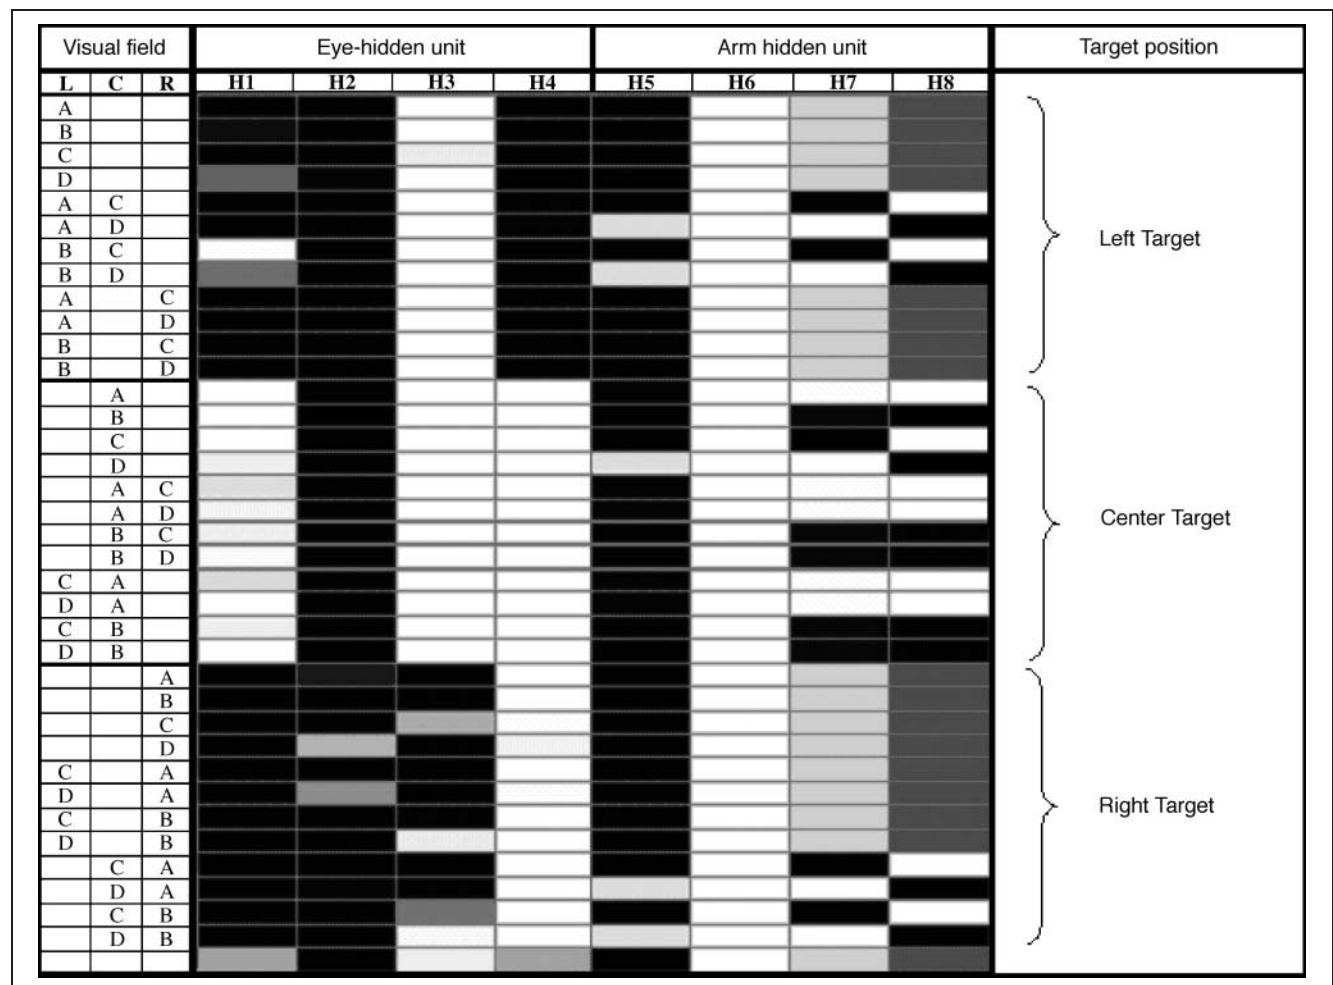 Visual field Eye-hidden unit Arm hidden unit Target position
L C R H1 H2 H3 H4 H5 H6 H7 H8
A
B
C
D
A C
A D
B C
B D
A C
A D
B C
B D
Left Target
A
B
C
D
A C
A D
B C
B D
C A
D A
C B
D B
Center Target
A
B
C
D
C A
D A
C B
D B
C A
D A
C B
D B
Right Target